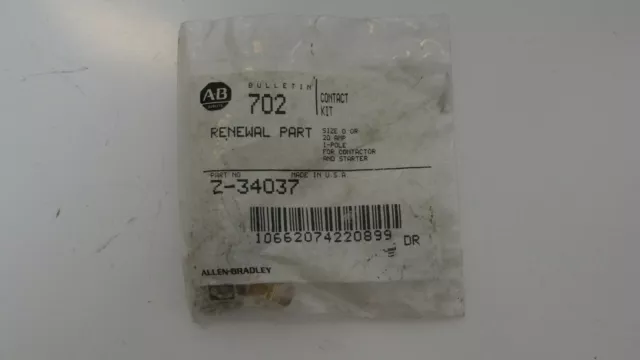 AB
BULLETIN
702
CONTACT
KIT
RENEWAL PART
SIZE 0 OR
20 AMP
1-POLE
FOR CONTACTOR
AND STARTER
PART NO
MADE IN U.S.A
Z-34037
10662074220899
DR
ALLEN-BRADLEY